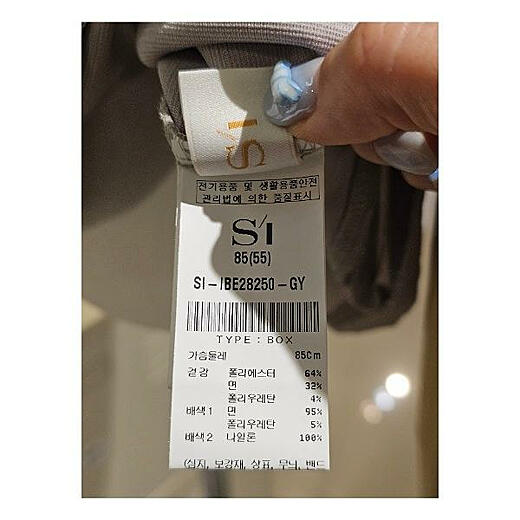 SI
전기용품 및 생활용품안전
관리법에 의한 품질표시
S/I
85(55)
SI-IBE28250-GY
TYPE : BOX
가슴둘레 85Cm
겉감 폴리에스터 64%
면 32%
폴리우레탄 4%
배색1 면 95%
폴리우레탄 5%
배색2 나일론 100%
(심지, 보강재, 상표, 무늬, 밴드